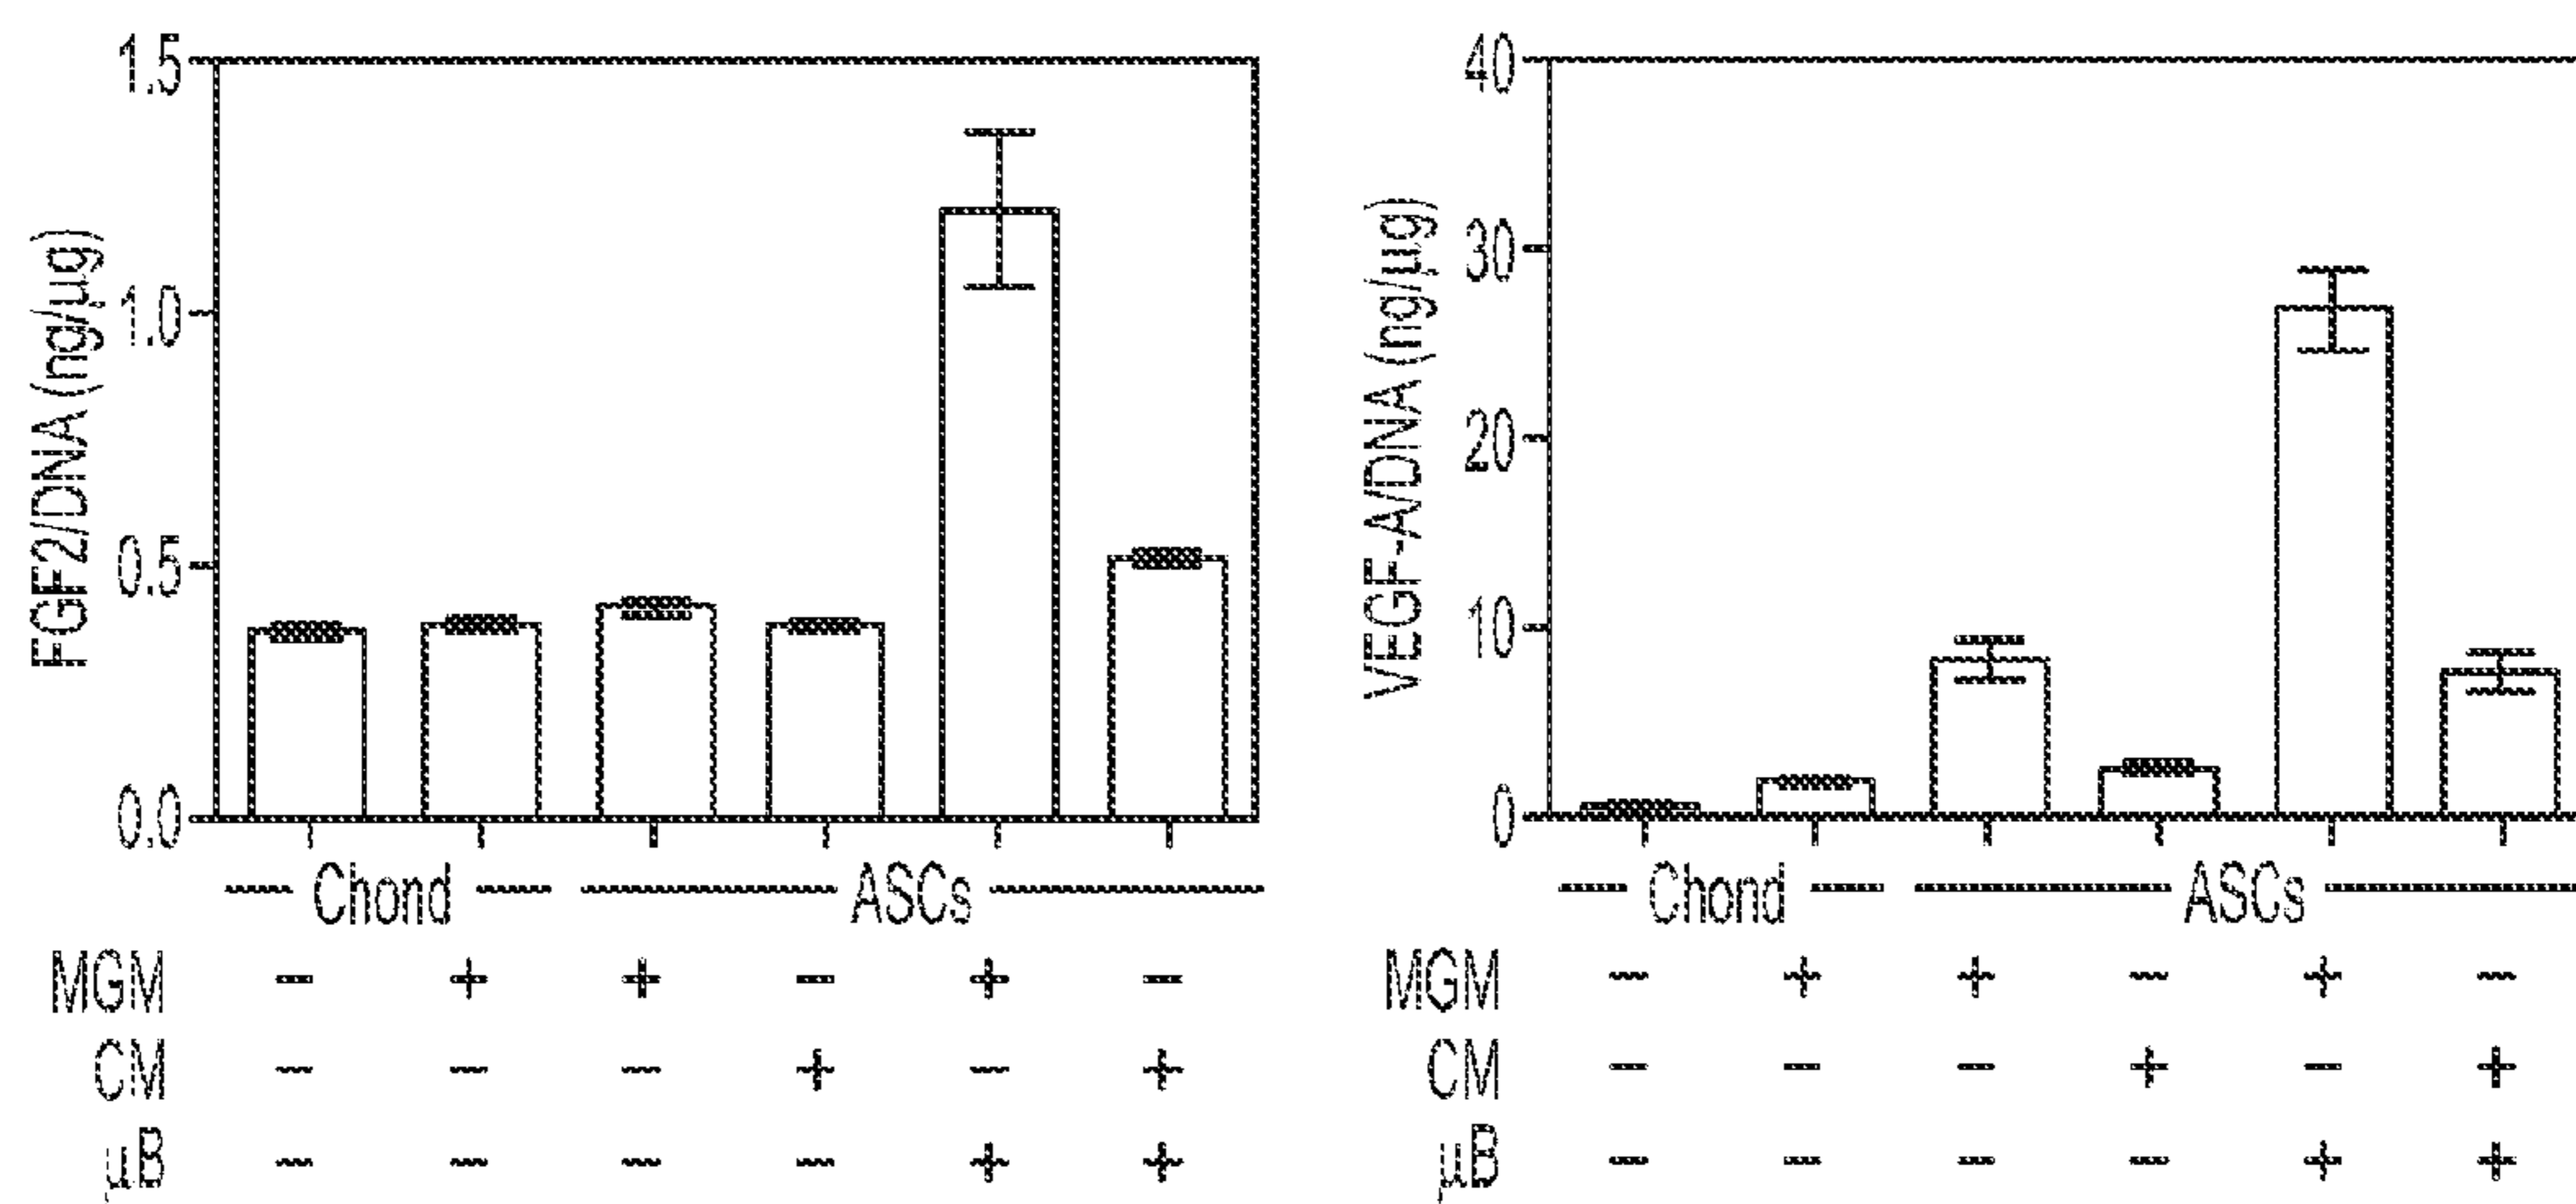 FGF2/DNA (ng/µg)
1.5
1.0
0.5
0.0
Chond ASCs
MGM - + + - + -
CM - - - + - +
µB - - - - + +
VEGF-A/DNA (ng/µg)
40
30
20
10
0
Chond ASCs
MGM - + + - + -
CM - - - + - +
µB - - - - + +